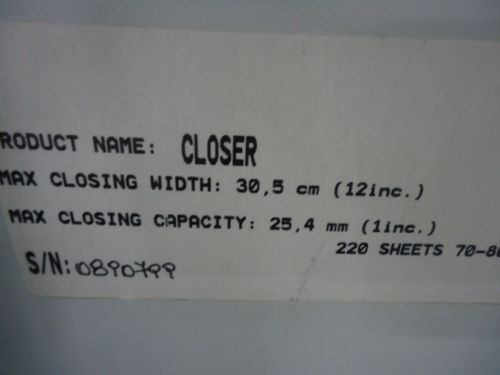 RODUCT NAME: CLOSER
MAX CLOSING WIDTH: 30,5 cm (12inc.)
MAX CLOSING CAPACITY: 25,4 mm (1inc.)
220 SHEETS 70-80
S/N: 0890799